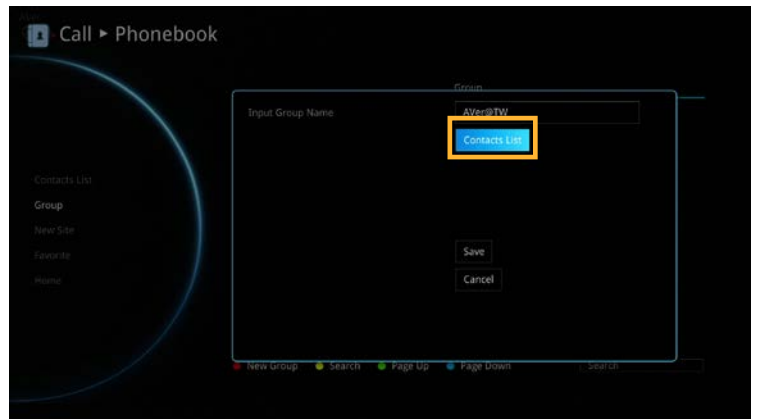 Call ▸ Phonebook
Group
Input Group Name AVer@TW
Contacts List
Contacts List
Group
New Site
Favorite
Home
Save
Cancel
New Group Search Page Up Page Down Search